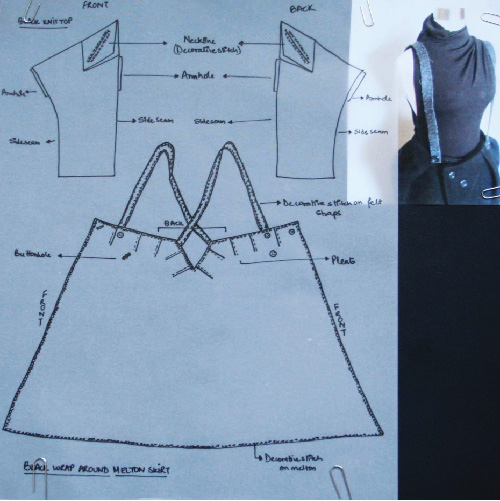 FRONT
BACK
BLACK KNIT TOP
Neckline
(Decorative stitch)
Armhole
Armhole
Armhole
Side seam
Side seam
Side seam
Side seam
Decorative stitch on felt
straps
BACK
Buttonhole
Pleats
FRONT
FRONT
Decorative stitch
on melton
BLACK WRAP AROUND MELTON SKIRT